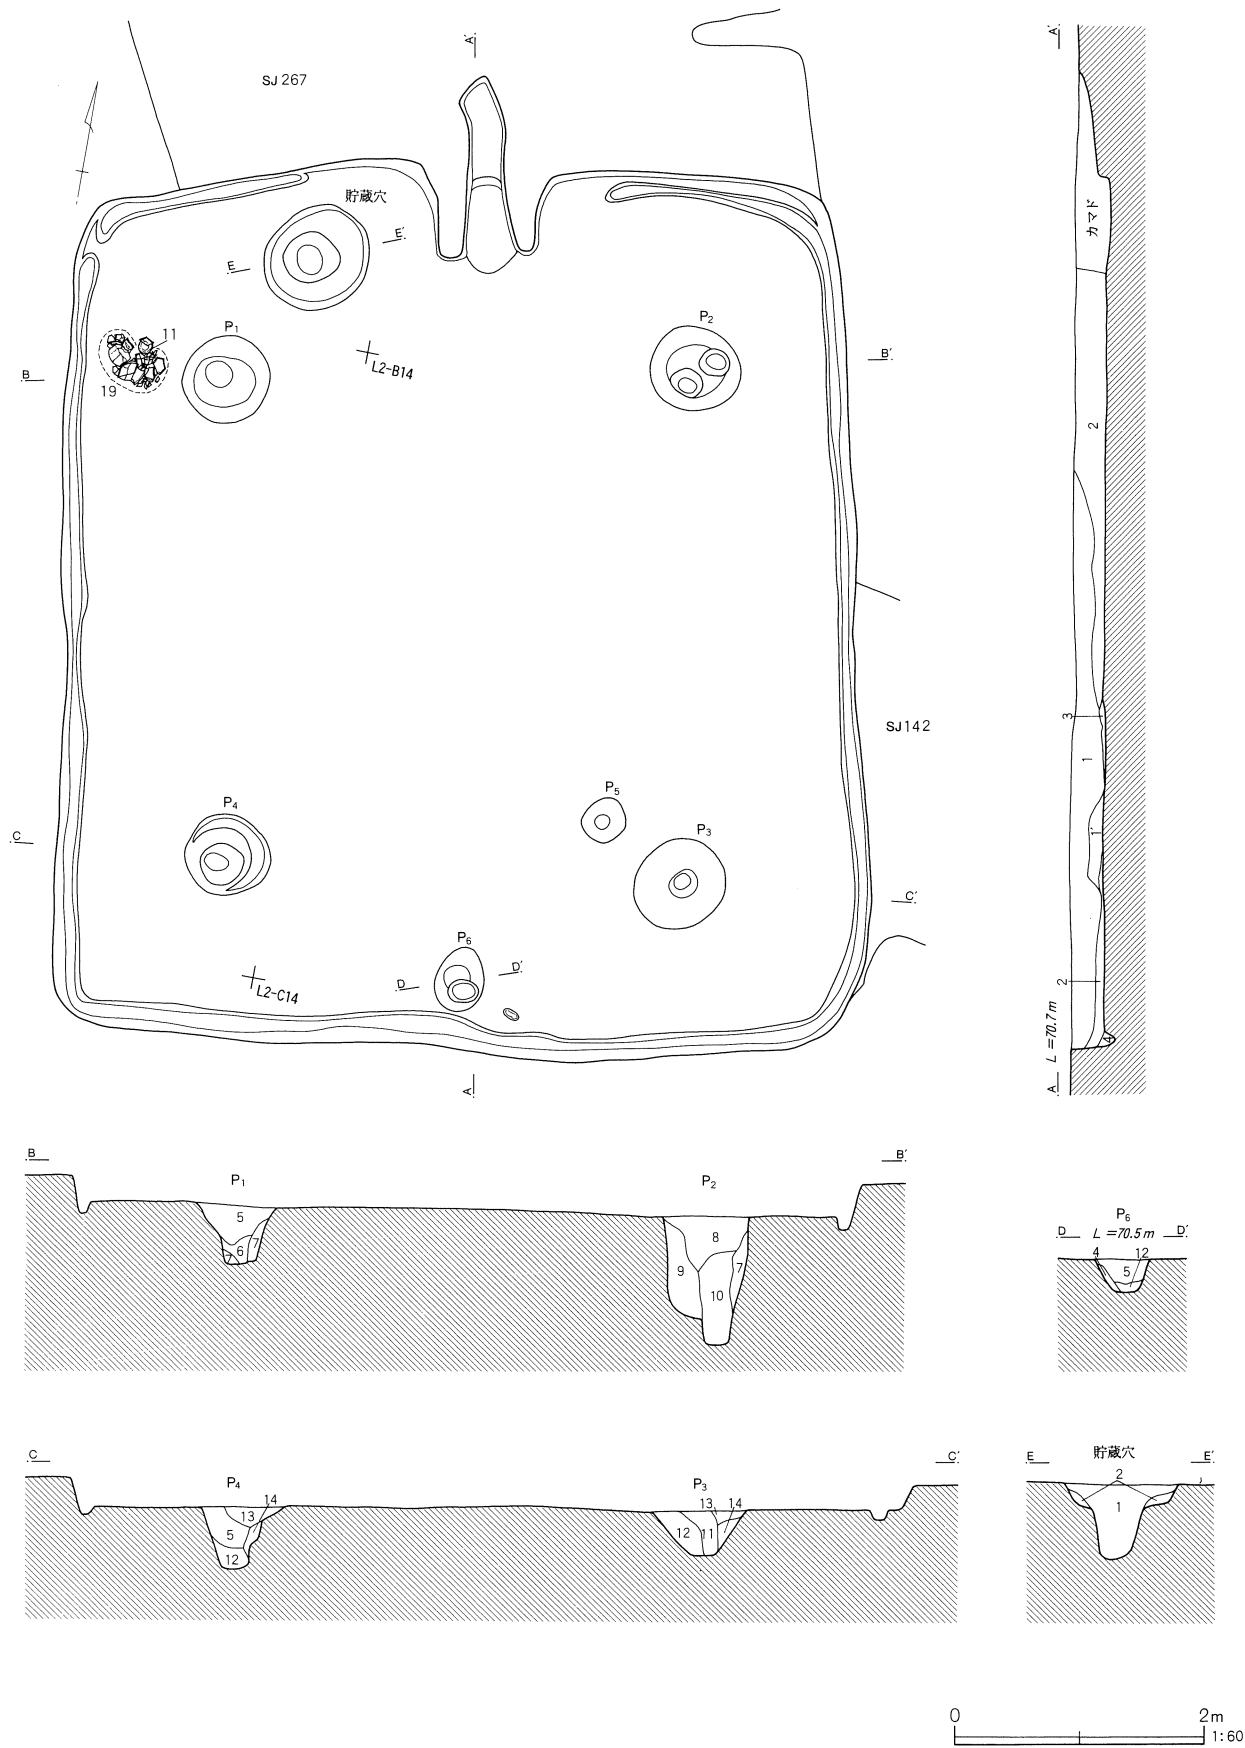 A′
A′
SJ 267
貯蔵穴
E′
E
カマド
P1
11
P2
B′
B
L2-B14
19
2
3
SJ142
1
P5
P4
P3
C
1′
C′
P6
D′
D
L2-C14
2
4
L=70.7m
A
A
B
B′
P1
P2
P6
D
L=70.5m
D′
5
8
4
12
6
7
7
9
7
5
10
C
C′
E
貯蔵穴
E′
P4
P3
2
14
13
13
14
1
5
12
11
12
0
2m
1:60